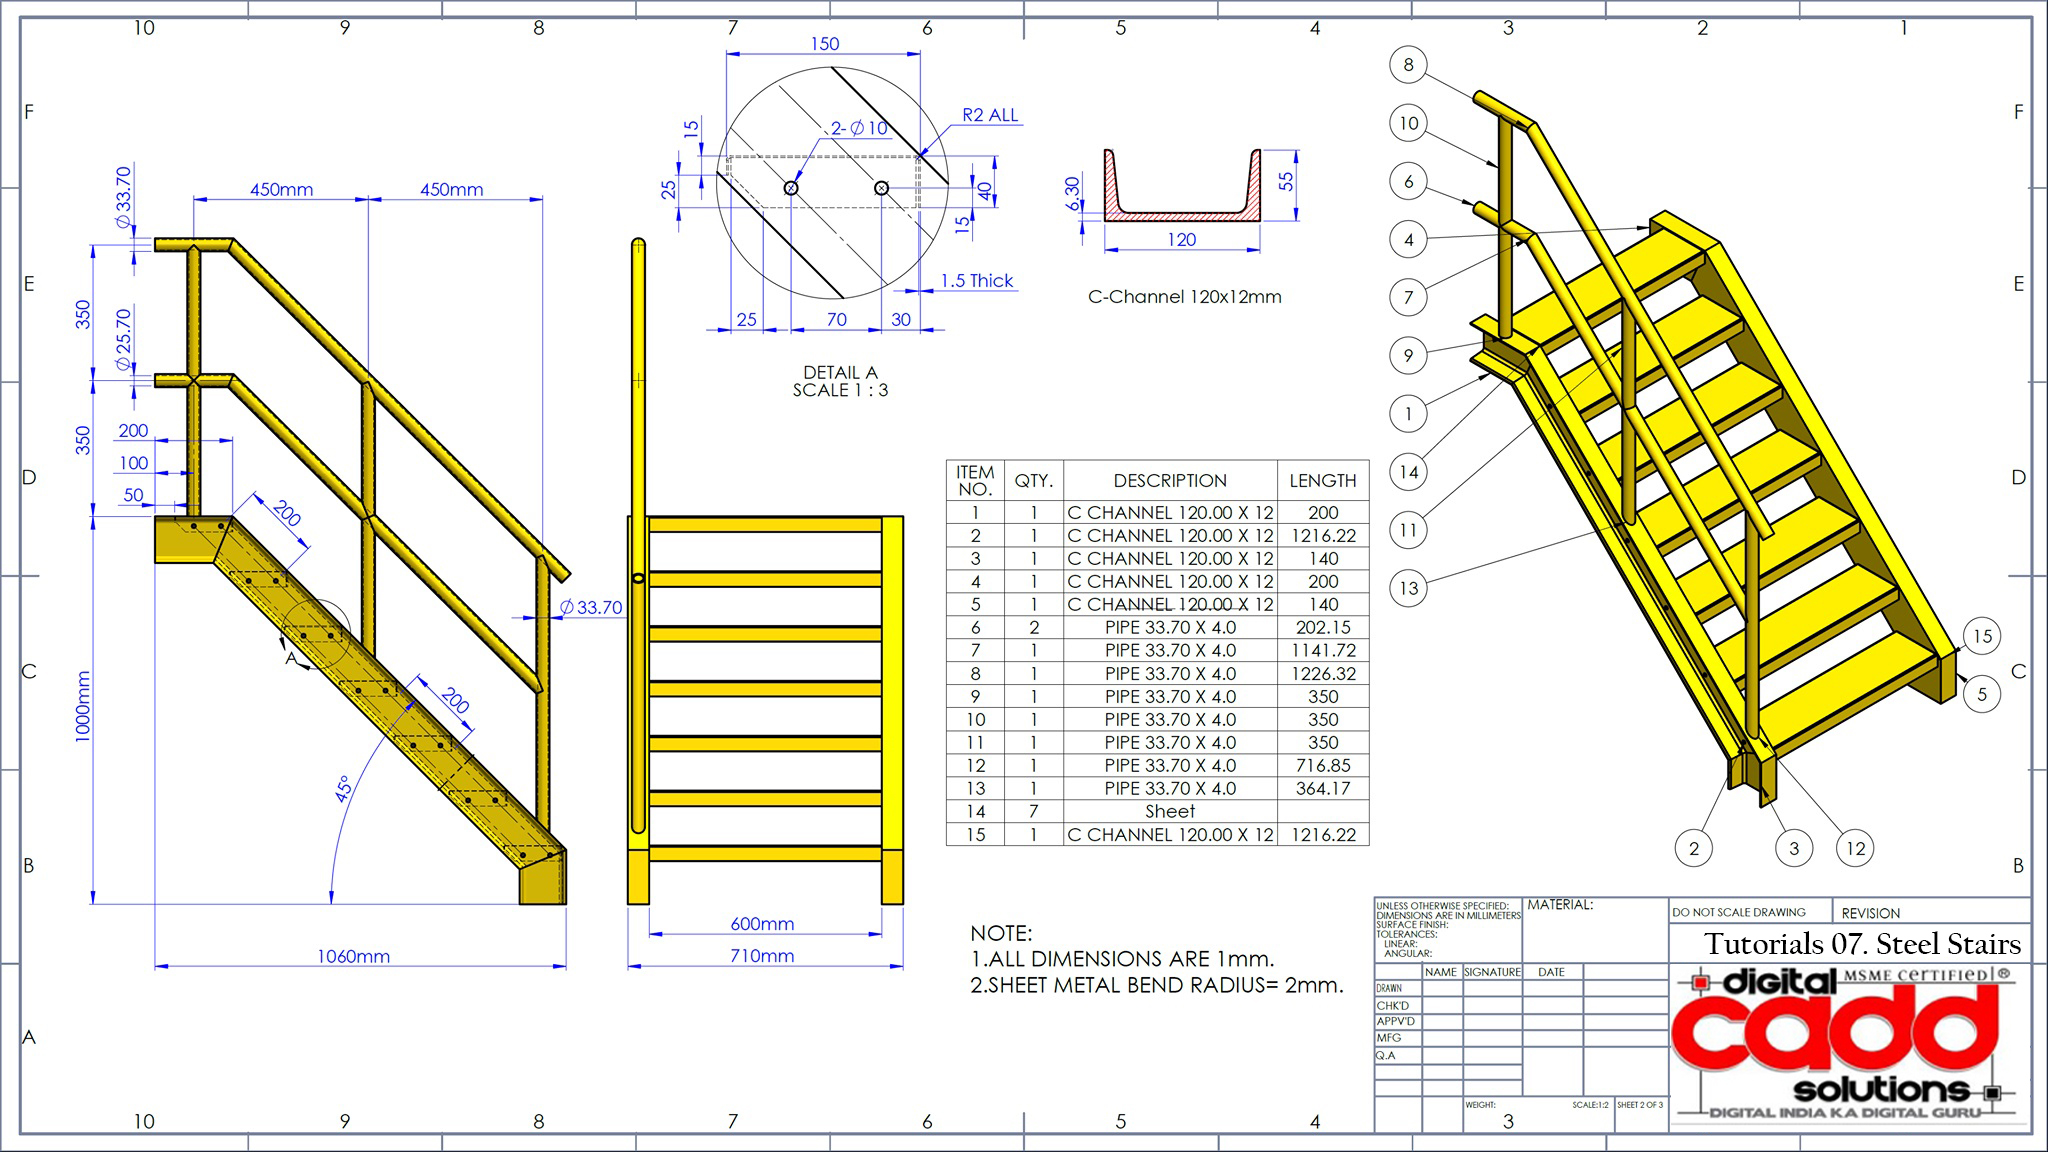 10 9 8 7 6 5 4 3 2 1
F
E
D
C
B
A
F
E
D
C
B
10 9 8 7 6 5 4 3
450mm
450mm
Ø33.70
350
Ø25.70
350
200
100
50
200
200
Ø33.70
A
45°
1000mm
1060mm
600mm
710mm
150
2-Ø10
R2 ALL
15
25
40
15
1.5 Thick
25
70
30
DETAIL A
SCALE 1 : 3
6.30
55
120
C-Channel 120x12mm
ITEM NO. QTY. DESCRIPTION LENGTH
1 1 C CHANNEL 120.00 X 12 200
2 1 C CHANNEL 120.00 X 12 1216.22
3 1 C CHANNEL 120.00 X 12 140
4 1 C CHANNEL 120.00 X 12 200
5 1 C CHANNEL 120.00 X 12 140
6 2 PIPE 33.70 X 4.0 202.15
7 1 PIPE 33.70 X 4.0 1141.72
8 1 PIPE 33.70 X 4.0 1226.32
9 1 PIPE 33.70 X 4.0 350
10 1 PIPE 33.70 X 4.0 350
11 1 PIPE 33.70 X 4.0 350
12 1 PIPE 33.70 X 4.0 716.85
13 1 PIPE 33.70 X 4.0 364.17
14 7 Sheet
15 1 C CHANNEL 120.00 X 12 1216.22
8
10
6
4
7
9
1
14
11
13
15
5
2
3
12
NOTE:
1.ALL DIMENSIONS ARE 1mm.
2.SHEET METAL BEND RADIUS= 2mm.
UNLESS OTHERWISE SPECIFIED:
DIMENSIONS ARE IN MILLIMETERS
SURFACE FINISH:
TOLERANCES:
LINEAR:
ANGULAR:
MATERIAL:
DO NOT SCALE DRAWING
REVISION
Tutorials 07. Steel Stairs
NAME SIGNATURE DATE
DRAWN
CHK'D
APPV'D
MFG
Q.A
WEIGHT:
SCALE:1:2
SHEET 2 OF 3
digital MSME CERTIFIED ®
cadd
solutions
DIGITAL INDIA KA DIGITAL GURU